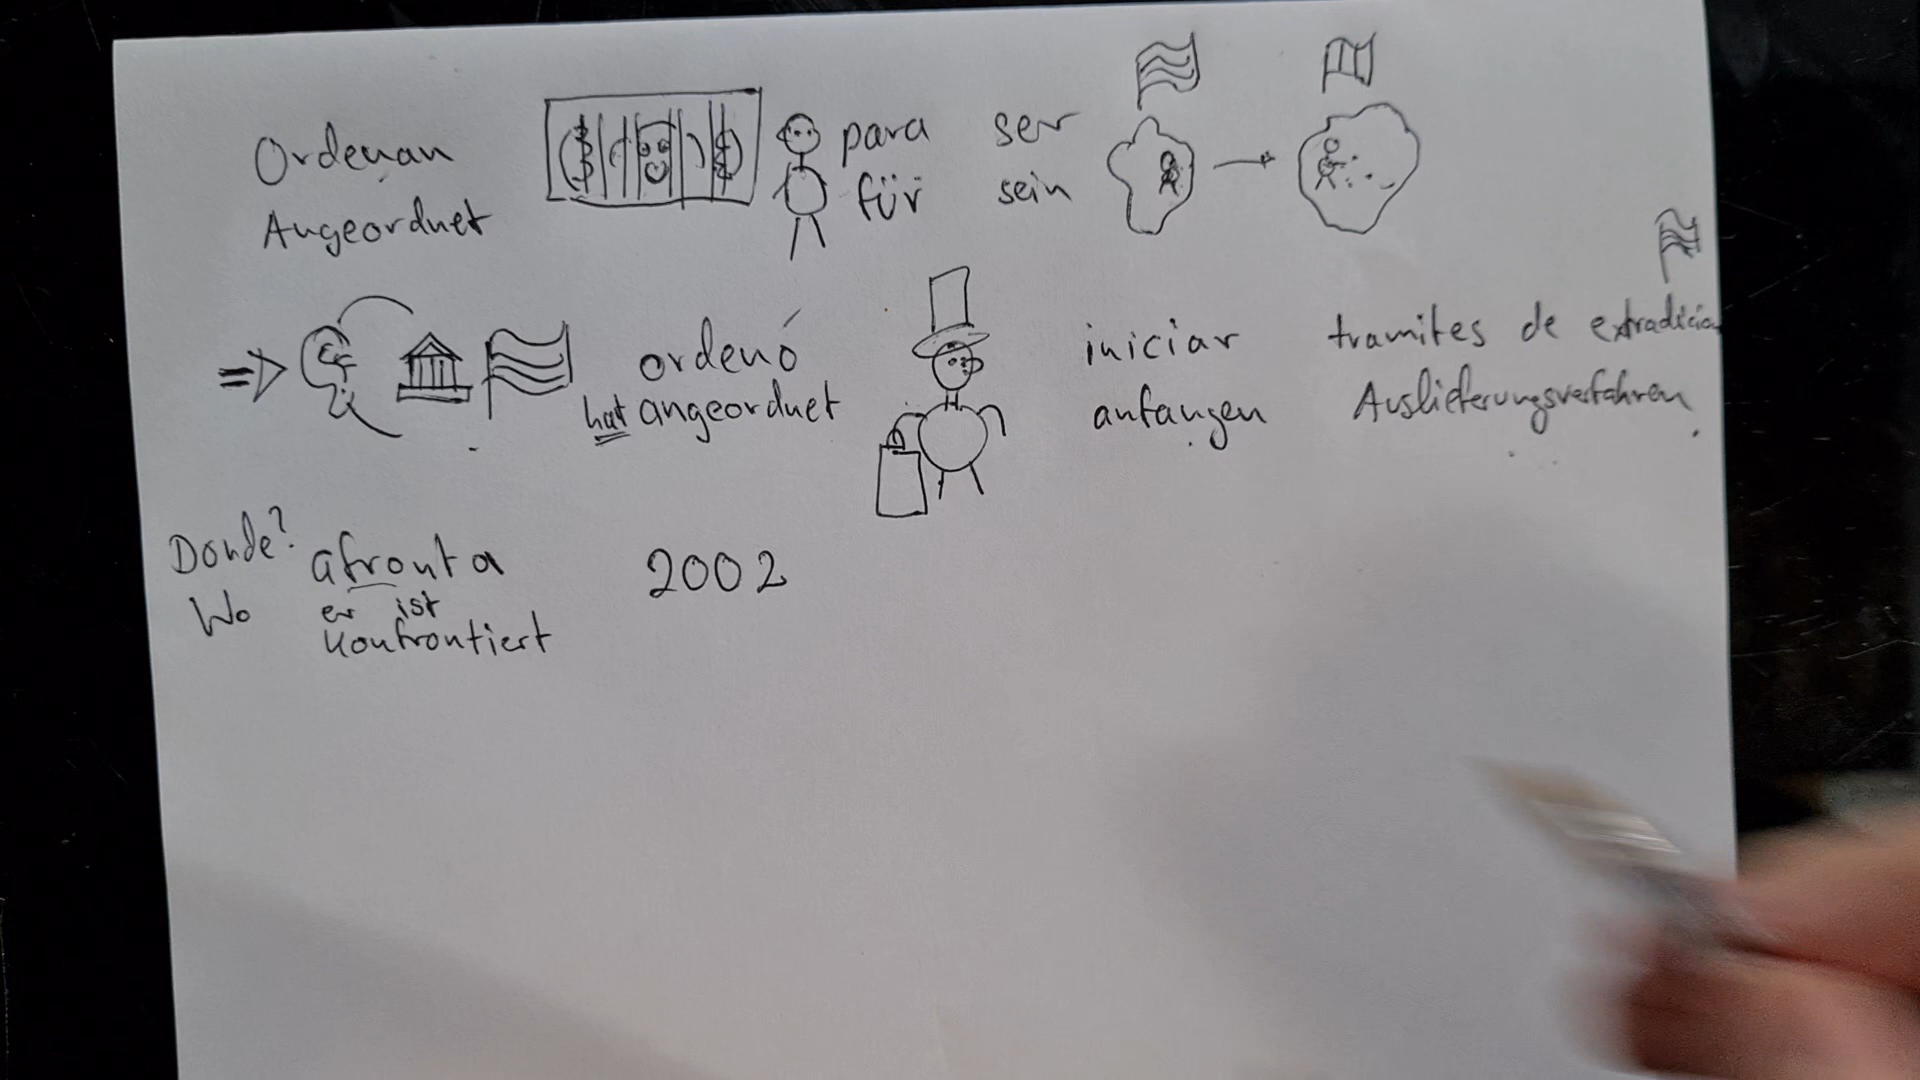 Ordenan para ser
Angeordnet für sein
ordenó iniciar tramites de extradicion
hat angeordnet anfangen Auslieferungsverfahren
Donde? afronta 2002
Wo er ist
konfrontiert